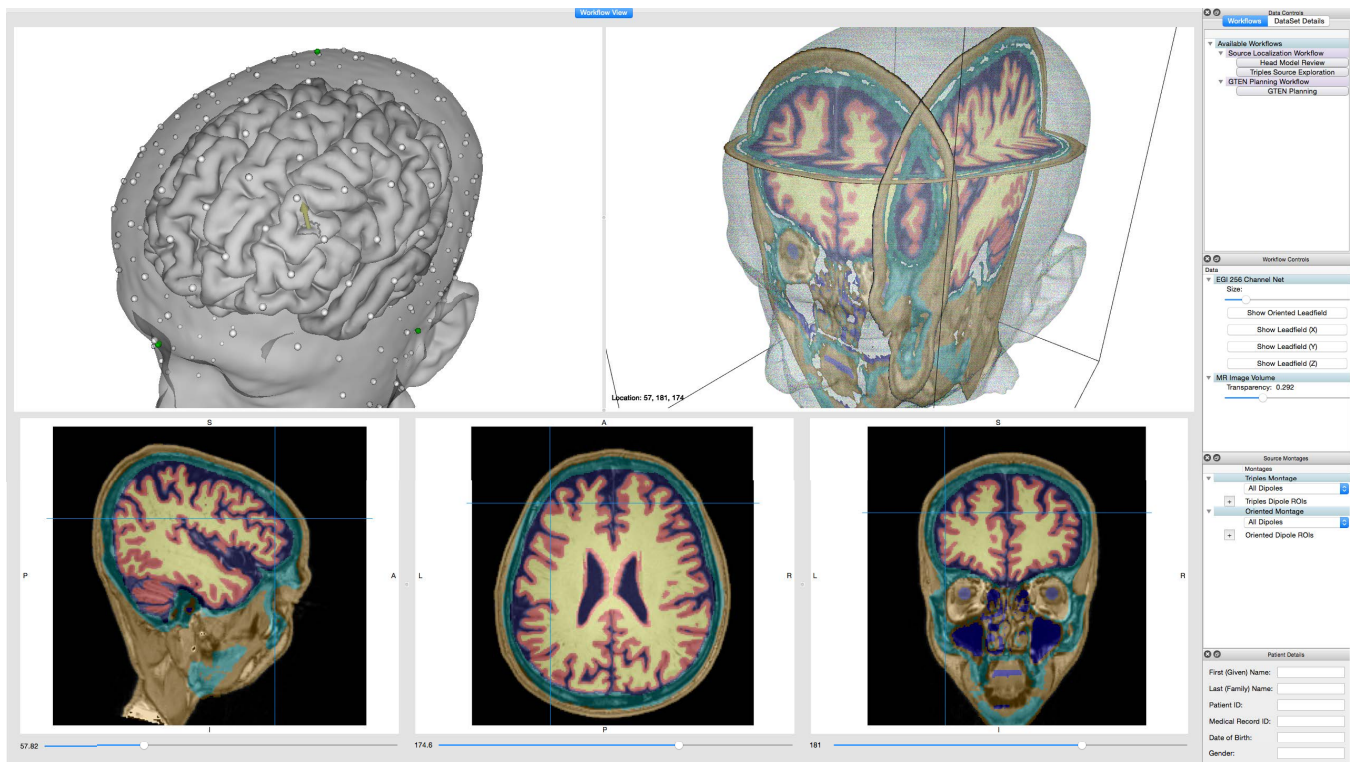 Workflow View
Location: 57, 181, 174
S
P
A
I
57.82
A
L
R
P
174.6
S
L
R
I
181
Data Controls
Workflows
DataSet Details
Available Workflows
Source Localization Workflow
Head Model Review
Triples Source Exploration
GTEN Planning Workflow
GTEN Planning
Workflow Controls
Data
EGI 256 Channel Net
Size:
Show Oriented Leadfield
Show Leadfield (X)
Show Leadfield (Y)
Show Leadfield (Z)
MR Image Volume
Transparency: 0.292
Source Montages
Montages
Triples Montage
All Dipoles
+ Triples Dipole ROIs
Oriented Montage
All Dipoles
+ Oriented Dipole ROIs
Patient Details
First (Given) Name:
Last (Family) Name:
Patient ID:
Medical Record ID:
Date of Birth:
Gender: